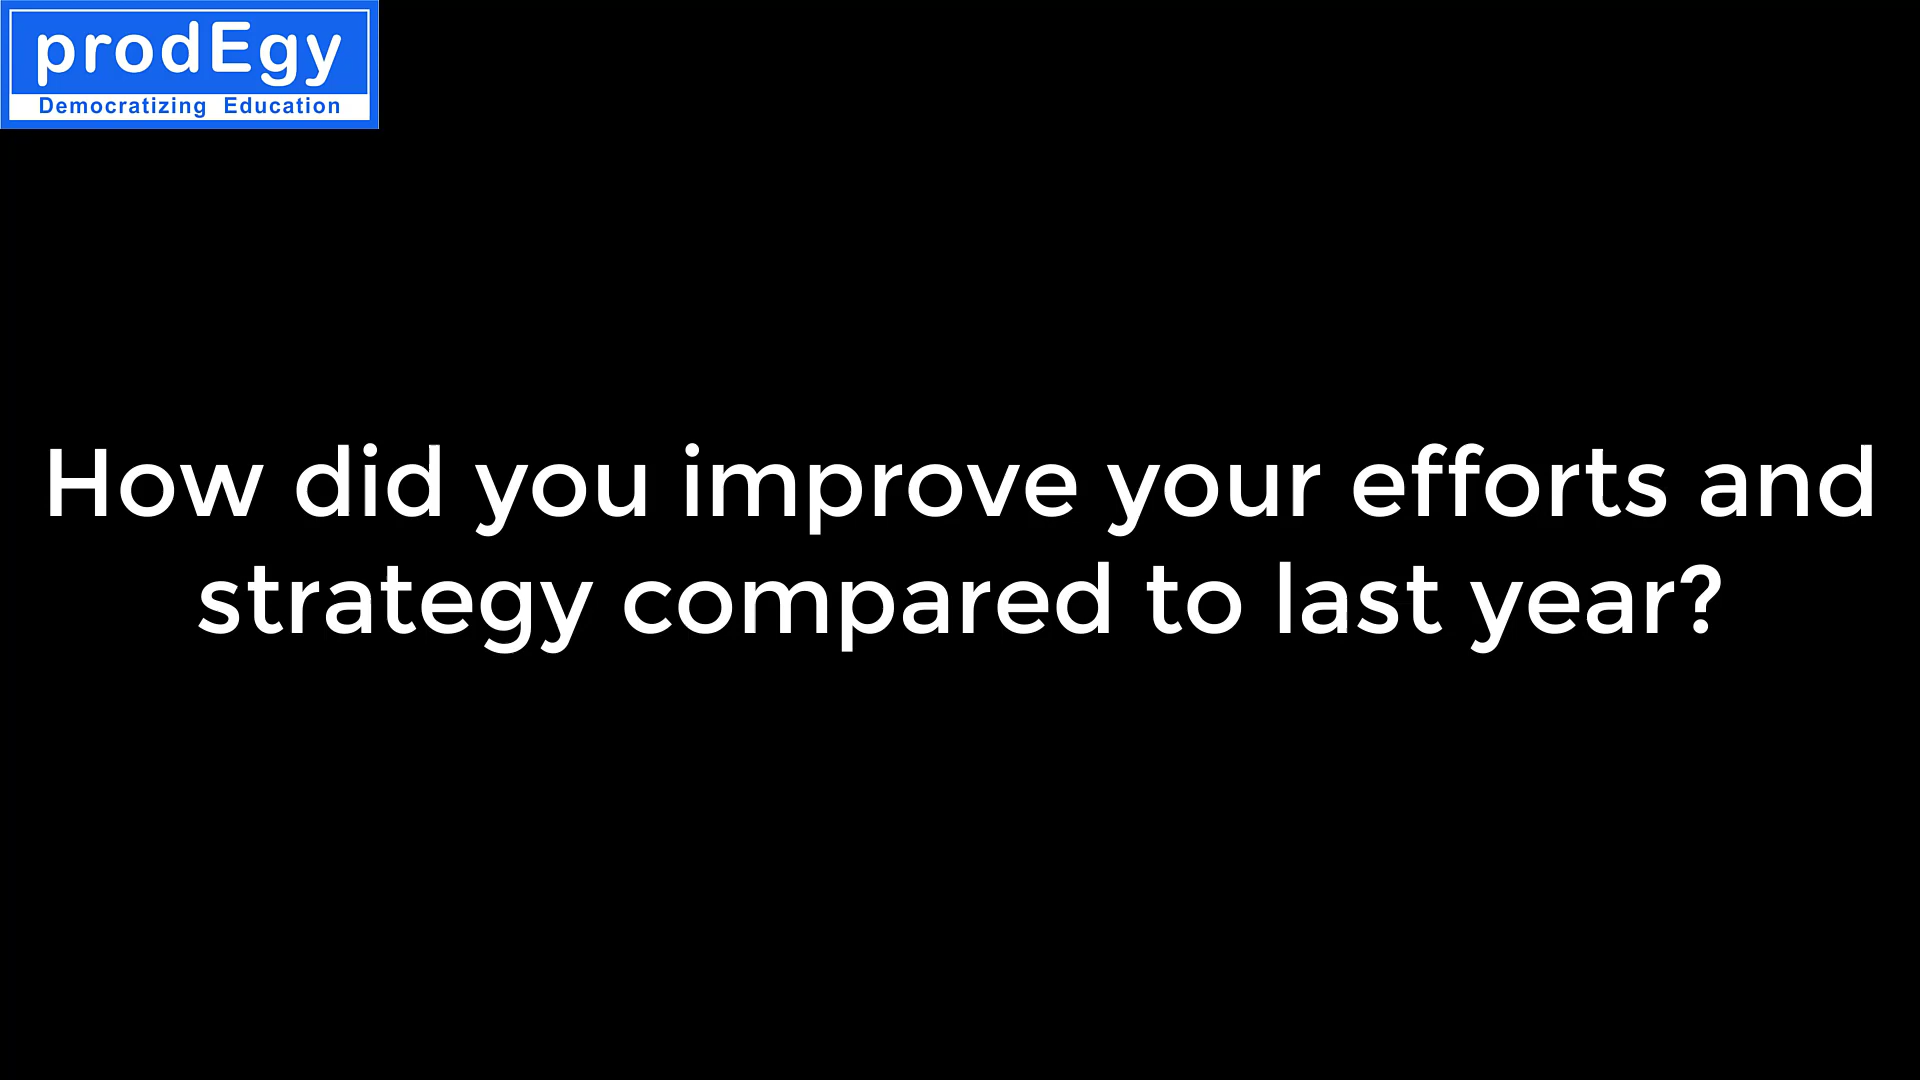 prodEgy
Democratizing Education
How did you improve your efforts and
strategy compared to last year?